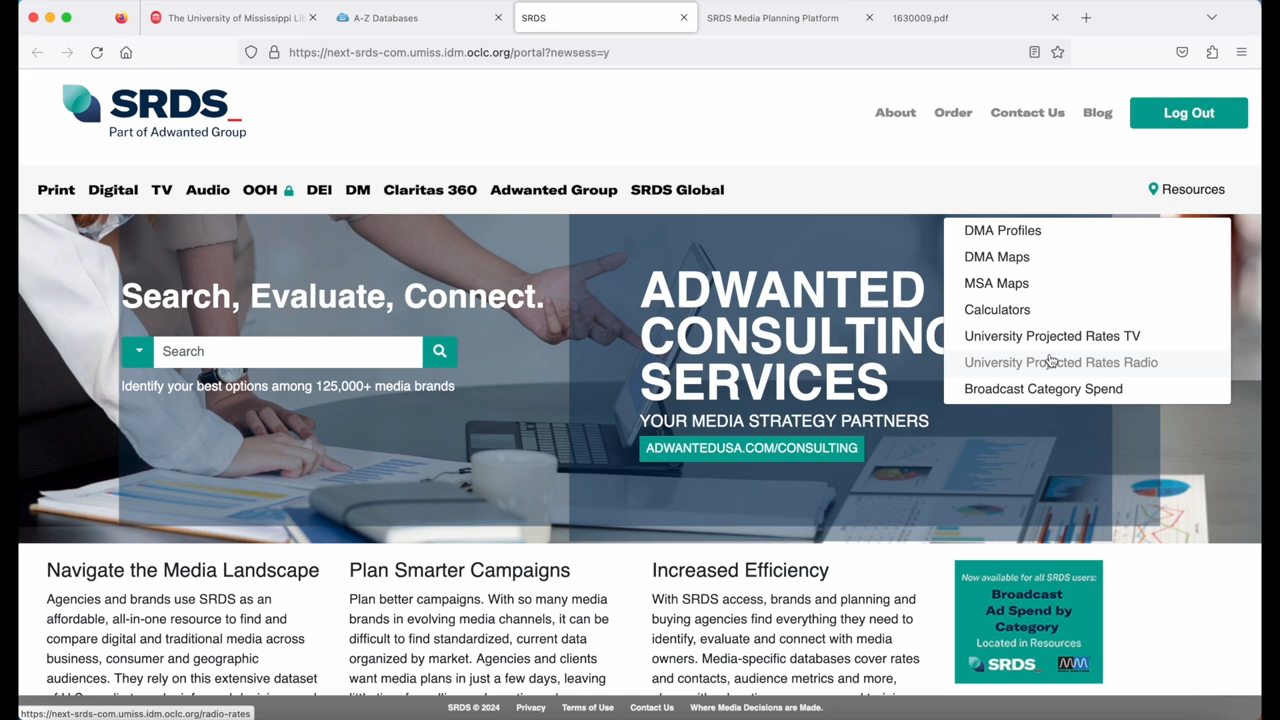 The University of Mississippi Lib
A-Z Databases
SRDS
SRDS Media Planning Platform
1630009.pdf
https://next-srds-com.umiss.idm.oclc.org/portal?newsess=y
SRDS_
Part of Adwanted Group
About
Order
Contact Us
Blog
Log Out
Print
Digital
TV
Audio
OOH
DEI
DM
Claritas 360
Adwanted Group
SRDS Global
Resources
DMA Profiles
DMA Maps
MSA Maps
Calculators
University Projected Rates TV
University Projected Rates Radio
Broadcast Category Spend
Search, Evaluate, Connect.
Search
Identify your best options among 125,000+ media brands
ADWANTED
CONSULTING
SERVICES
YOUR MEDIA STRATEGY PARTNERS
ADWANTEDUSA.COM/CONSULTING
Navigate the Media Landscape
Agencies and brands use SRDS as an
affordable, all-in-one resource to find and
compare digital and traditional media across
business, consumer and geographic
audiences. They rely on this extensive dataset
Plan Smarter Campaigns
Plan better campaigns. With so many media
brands in evolving media channels, it can be
difficult to find standardized, current data
organized by market. Agencies and clients
want media plans in just a few days, leaving
Increased Efficiency
With SRDS access, brands and planning and
buying agencies find everything they need to
identify, evaluate and connect with media
owners. Media-specific databases cover rates
and contacts, audience metrics and more,
Now available for all SRDS users:
Broadcast
Ad Spend by
Category
Located in Resources
SRDS_
SRDS © 2024
Privacy
Terms of Use
Contact Us
Where Media Decisions are Made.
https://next-srds-com.umiss.idm.oclc.org/radio-rates